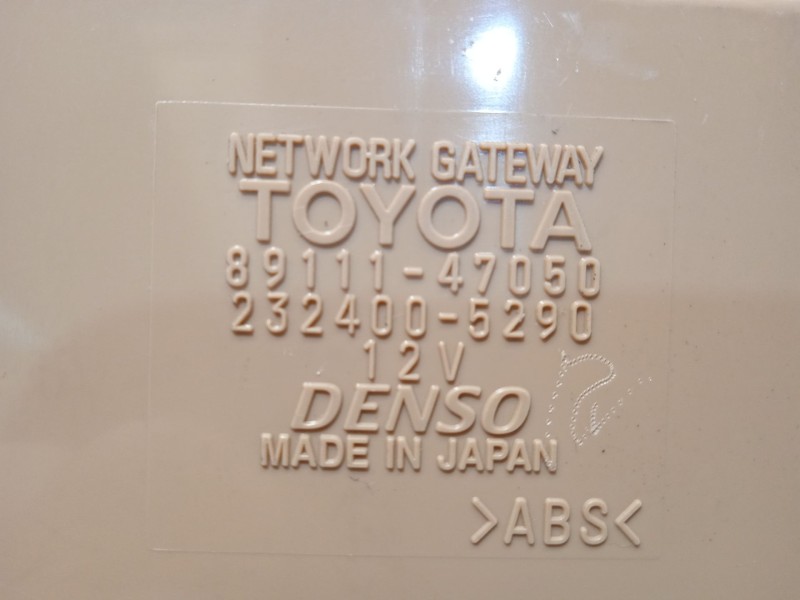 NETWORK GATEWAY
TOYOTA
89111-47050
232400-5290
12V
DENSO
MADE IN JAPAN
>ABS<